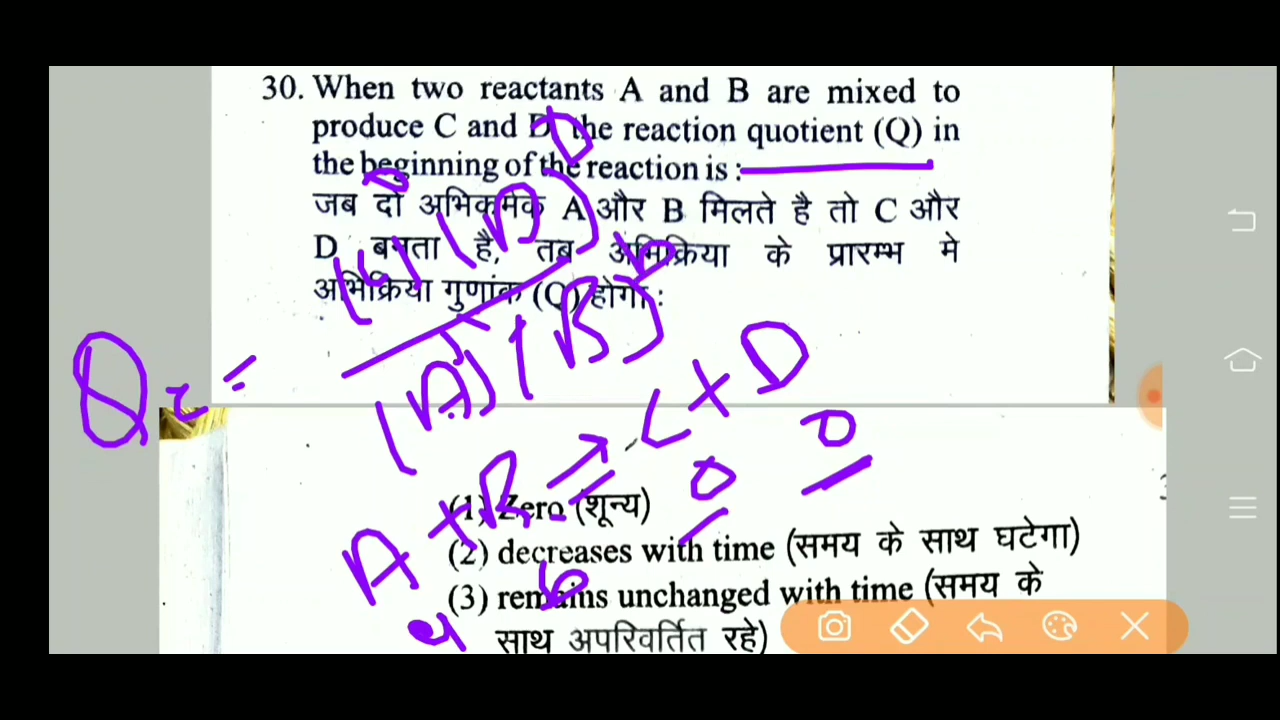 30. When two reactants A and B are mixed to
produce C and D, the reaction quotient (Q) in
the beginning of the reaction is :
जब दो अभिकर्मक A और B मिलते है तो C और
D बनता है, तब अभिक्रिया के प्रारम्भ मे
अभिक्रिया गुणांक (Q) होगा :
Q =
A + B ⇒ C + D
0 0
(1) Zero (शून्य)
(2) decreases with time (समय के साथ घटेगा)
(3) remains unchanged with time (समय के
साथ अपरिवर्तित रहे)